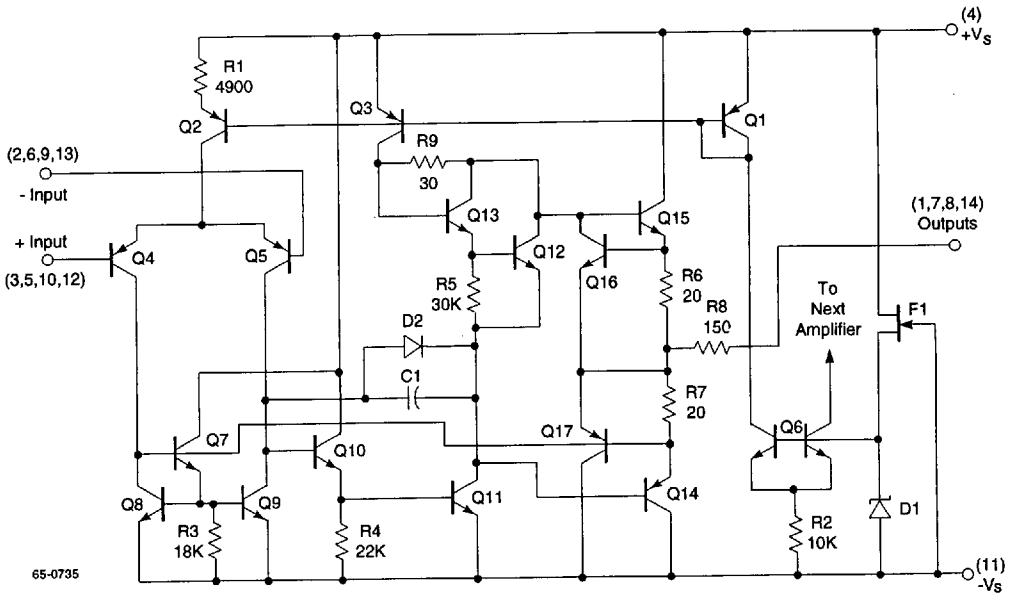 (4)
+Vs
R1
4900
Q3
Q2
Q1
R9
30
(2,6,9,13)
- Input
(1,7,8,14)
Outputs
Q13
Q15
+ Input
(3,5,10,12)
Q4
Q5
Q12
Q16
R6
20
R5
30K
R8
150
To
Next
Amplifier
F1
D2
C1
R7
20
Q7
Q10
Q17
Q6
Q8
Q9
Q11
Q14
D1
R3
18K
R4
22K
R2
10K
65-0735
(11)
-Vs